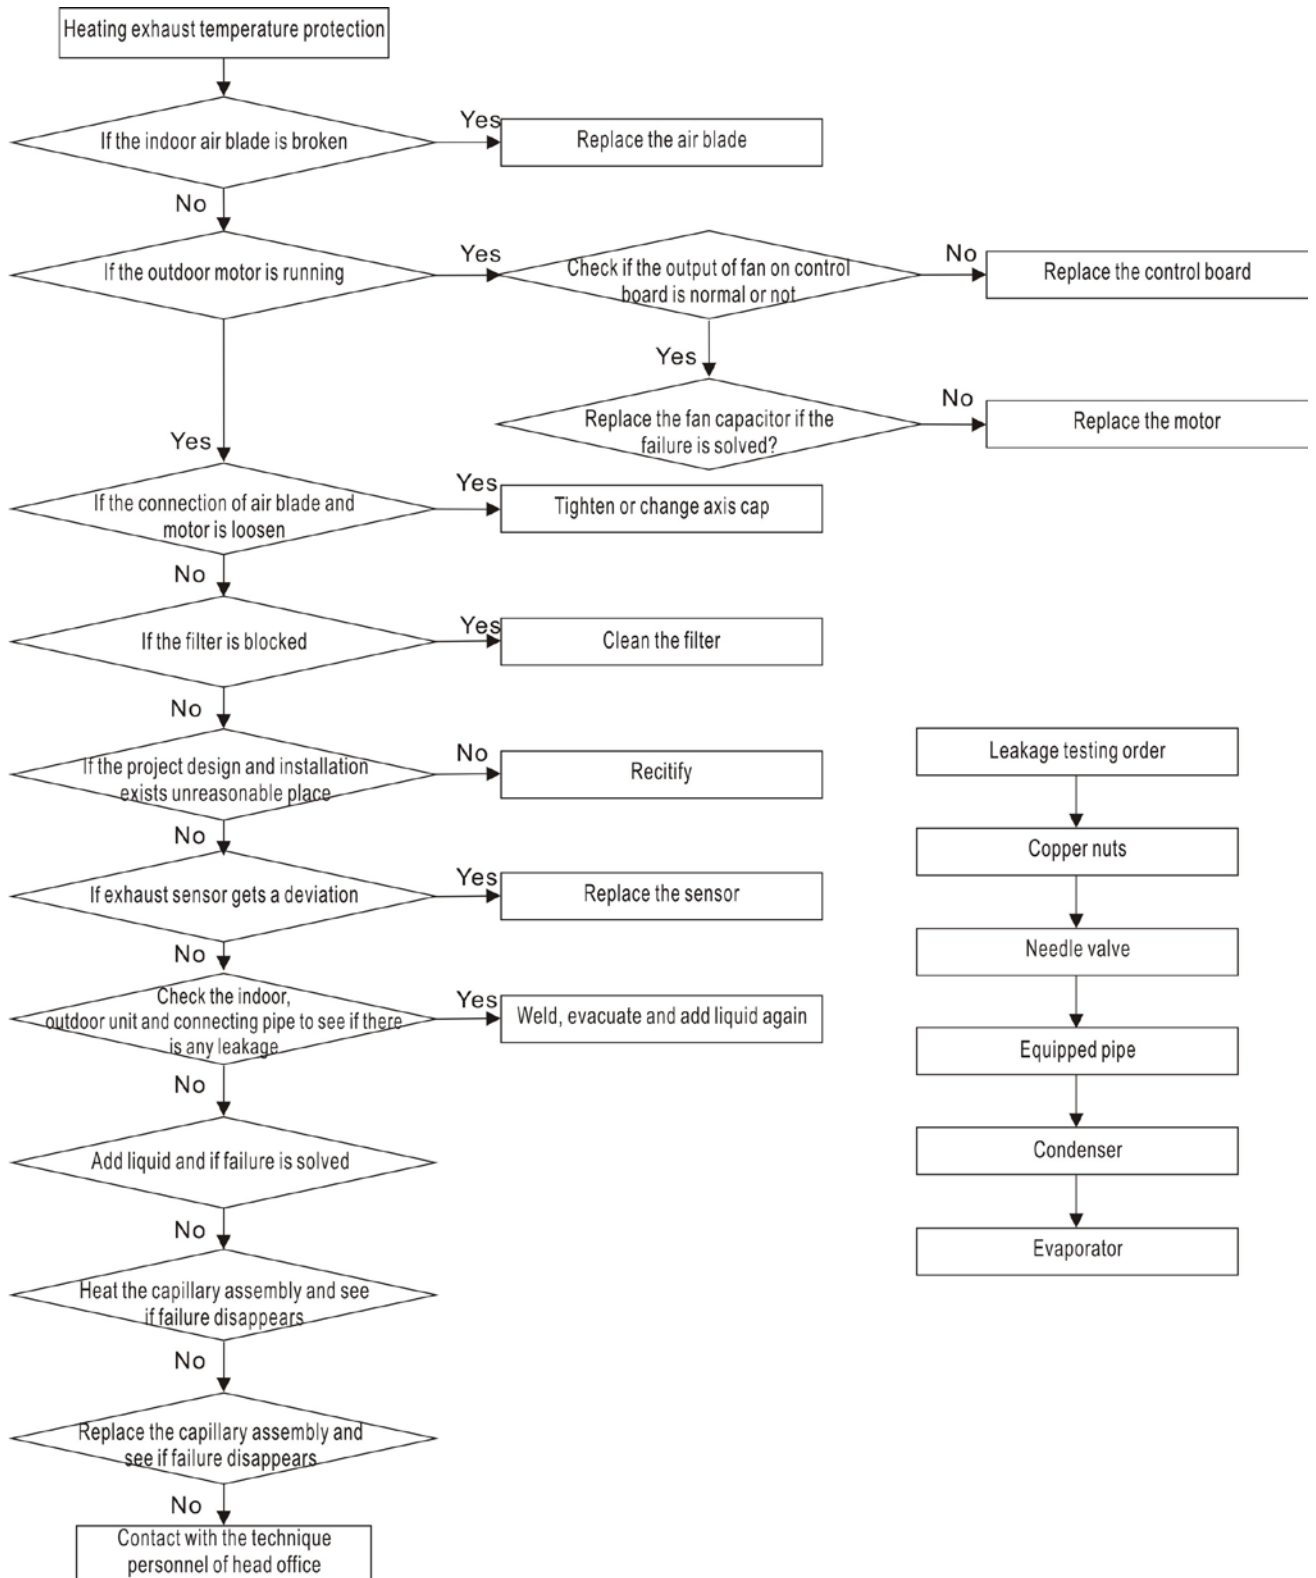 Heating exhaust temperature protection
If the indoor air blade is broken
Yes
Replace the air blade
No
If the outdoor motor is running
Yes
Check if the output of fan on control
board is normal or not
No
Replace the control board
Yes
Replace the fan capacitor if the
failure is solved?
No
Replace the motor
Yes
If the connection of air blade and
motor is loosen
Yes
Tighten or change axis cap
No
If the filter is blocked
Yes
Clean the filter
No
If the project design and installation
exists unreasonable place
No
Recitify
No
If exhaust sensor gets a deviation
Yes
Replace the sensor
No
Check the indoor,
outdoor unit and connecting pipe to see if there
is any leakage
Yes
Weld, evacuate and add liquid again
No
Add liquid and if failure is solved
No
Heat the capillary assembly and see
if failure disappears
No
Replace the capillary assembly and
see if failure disappears
No
Contact with the technique
personnel of head office
Leakage testing order
Copper nuts
Needle valve
Equipped pipe
Condenser
Evaporator